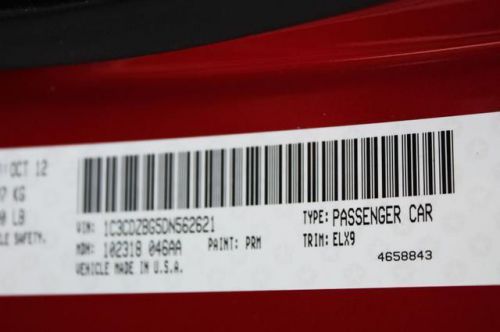 OCT 12
KG
LB
SAFETY.
VIN: 1C3CDZBG5DN562621
TYPE: PASSENGER CAR
MDH: 102318 046AA
PAINT: PRM
TRIM: ELX9
VEHICLE MADE IN U.S.A.
4658843